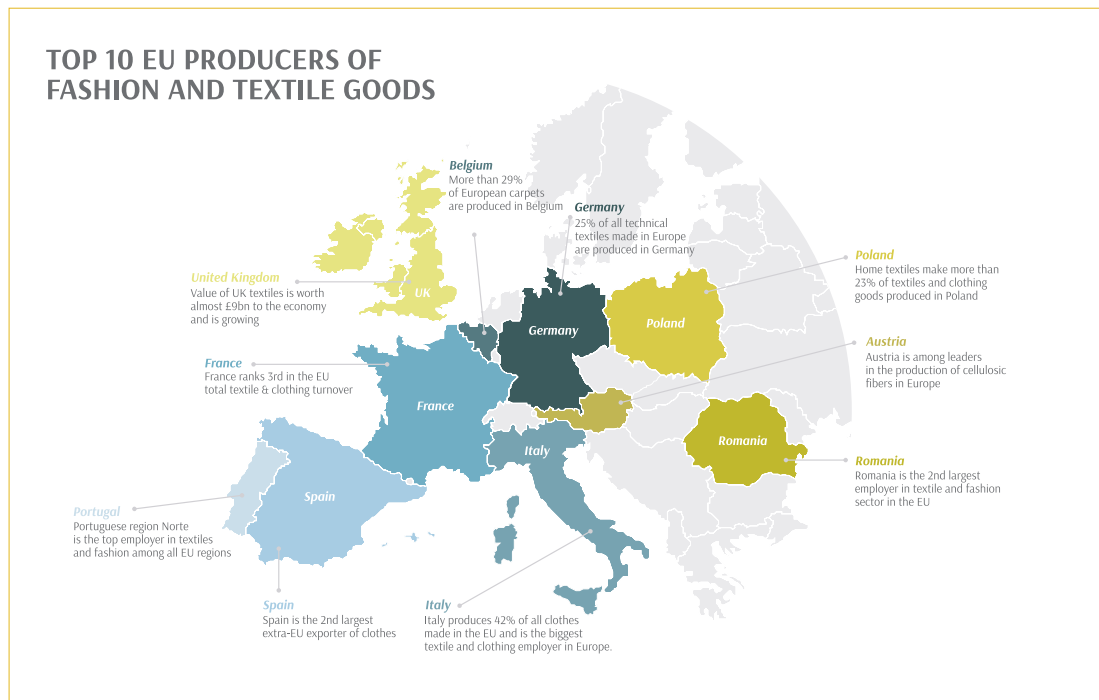 TOP 10 EU PRODUCERS OF
FASHION AND TEXTILE GOODS
Belgium
More than 29%
of European carpets
are produced in Belgium
Germany
25% of all technical
textiles made in Europe
are produced in Germany
United Kingdom
Value of UK textiles is worth
almost £9bn to the economy
and is growing
UK
Poland
Home textiles make more than
23% of textiles and clothing
goods produced in Poland
Germany
Poland
Austria
Austria is among leaders
in the production of cellulosic
fibers in Europe
France
France ranks 3rd in the EU
total textile & clothing turnover
France
Italy
Romania
Romania
Romania is the 2nd largest
employer in textile and fashion
sector in the EU
Spain
Portugal
Portuguese region Norte
is the top employer in textiles
and fashion among all EU regions
Spain
Spain is the 2nd largest
extra-EU exporter of clothes
Italy
Italy produces 42% of all clothes
made in the EU and is the biggest
textile and clothing employer in Europe.